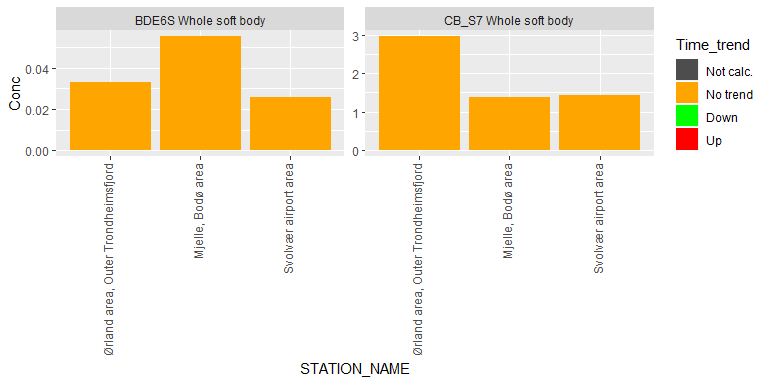 BDE6S Whole soft body
CB_S7 Whole soft body
Conc
0.04
0.02
0.00
3
2
1
0
Ørland area, Outer Trondheimsfjord
Mjelle, Bodø area
Svolvær airport area
Ørland area, Outer Trondheimsfjord
Mjelle, Bodø area
Svolvær airport area
STATION_NAME
Time_trend
Not calc.
No trend
Down
Up